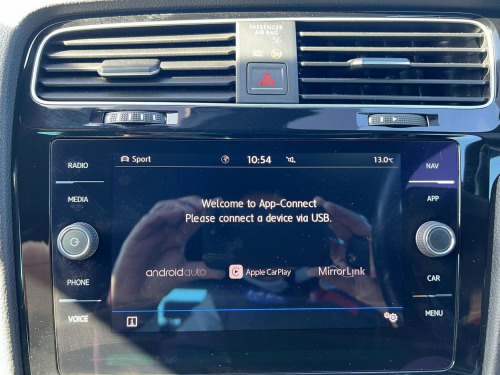 PASSENGER
AIR BAG
RADIO
MEDIA
PHONE
VOICE
Sport
10:54
13.0°C
Welcome to App-Connect
Please connect a device via USB.
androidauto
Apple CarPlay
MirrorLink
i
NAV
APP
CAR
MENU